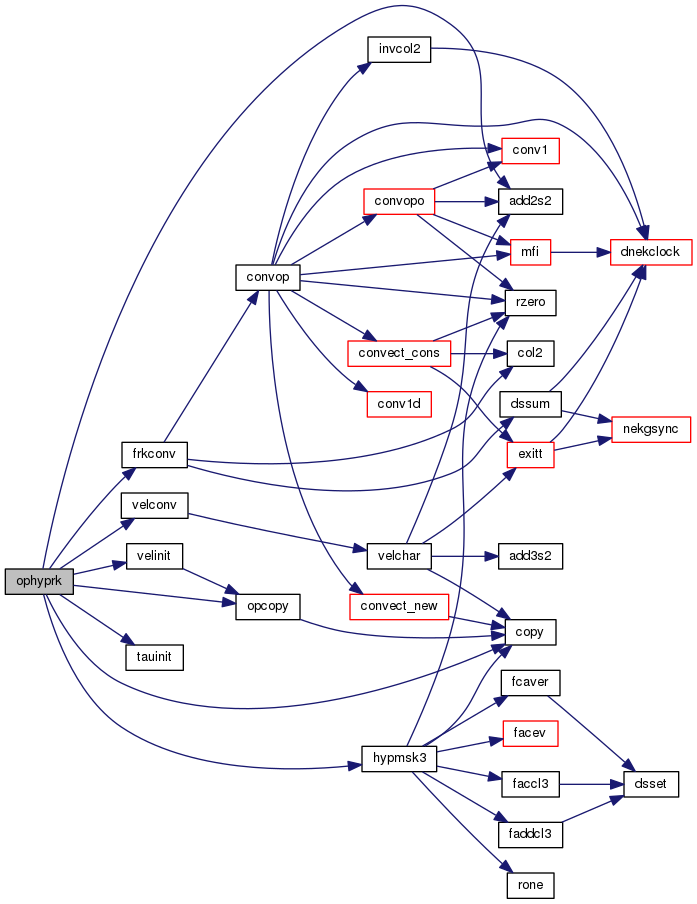 invcol2
conv1
convopo
add2s2
mfi
dnekclock
convop
rzero
convect_cons
col2
conv1d
dssum
nekgsync
frkconv
exitt
velconv
velinit
velchar
add3s2
ophyprk
opcopy
convect_new
copy
tauinit
fcaver
facev
hypmsk3
faccl3
dsset
faddcl3
rone